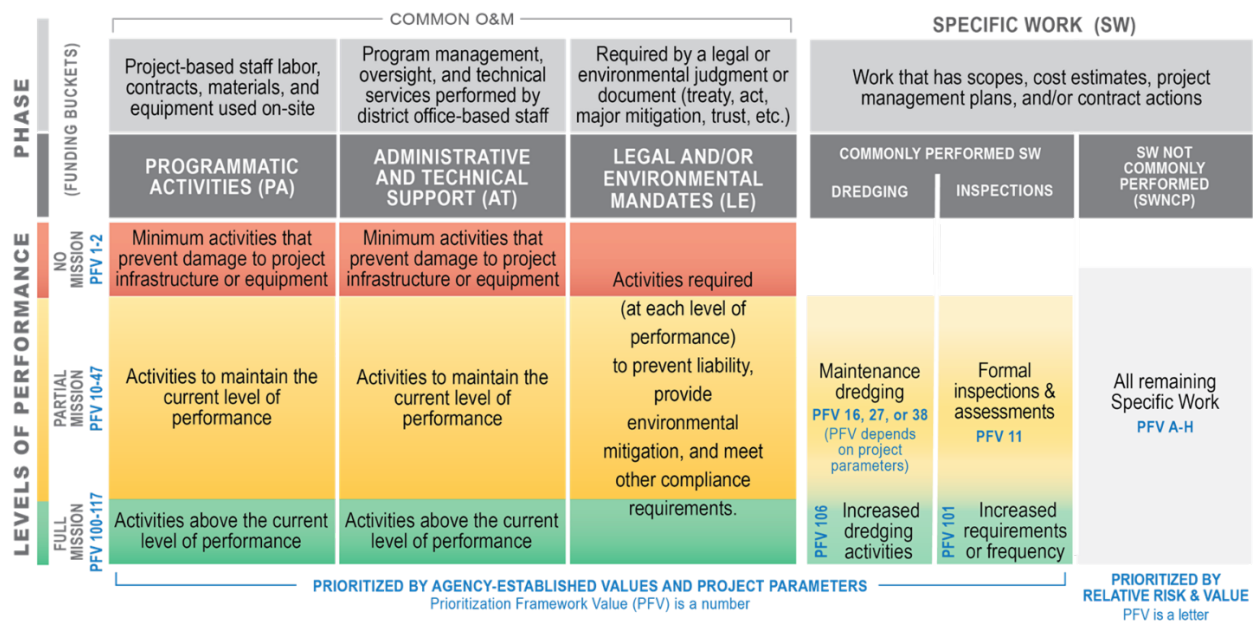 COMMON O&M
SPECIFIC WORK (SW)
PHASE
(FUNDING BUCKETS)
Project-based staff labor,
contracts, materials, and
equipment used on-site
Program management,
oversight, and technical
services performed by
district office-based staff
Required by a legal or
environmental judgment or
document (treaty, act,
major mitigation, trust, etc.)
Work that has scopes, cost estimates, project
management plans, and/or contract actions
PROGRAMMATIC
ACTIVITIES (PA)
ADMINISTRATIVE
AND TECHNICAL
SUPPORT (AT)
LEGAL AND/OR
ENVIRONMENTAL
MANDATES (LE)
COMMONLY PERFORMED SW
DREDGING
INSPECTIONS
SW NOT
COMMONLY
PERFORMED
(SWNCP)
LEVELS OF PERFORMANCE
NO
MISSION
PFV 1-2
Minimum activities that
prevent damage to project
infrastructure or equipment
Minimum activities that
prevent damage to project
infrastructure or equipment
Activities required
(at each level of
performance)
to prevent liability,
provide
environmental
mitigation, and meet
other compliance
requirements.
PARTIAL
MISSION
PFV 10-47
Activities to maintain the
current level of
performance
Activities to maintain the
current level of
performance
Maintenance
dredging
PFV 16, 27, or 38
(PFV depends
on project
parameters)
Formal
inspections &
assessments
PFV 11
All remaining
Specific Work
PFV A-H
FULL
MISSION
PFV 100-117
Activities above the current
level of performance
Activities above the current
level of performance
PFV 106
Increased
dredging
activities
PFV 101
Increased
requirements
or frequency
PRIORITIZED BY AGENCY-ESTABLISHED VALUES AND PROJECT PARAMETERS
Prioritization Framework Value (PFV) is a number
PRIORITIZED BY
RELATIVE RISK & VALUE
PFV is a letter